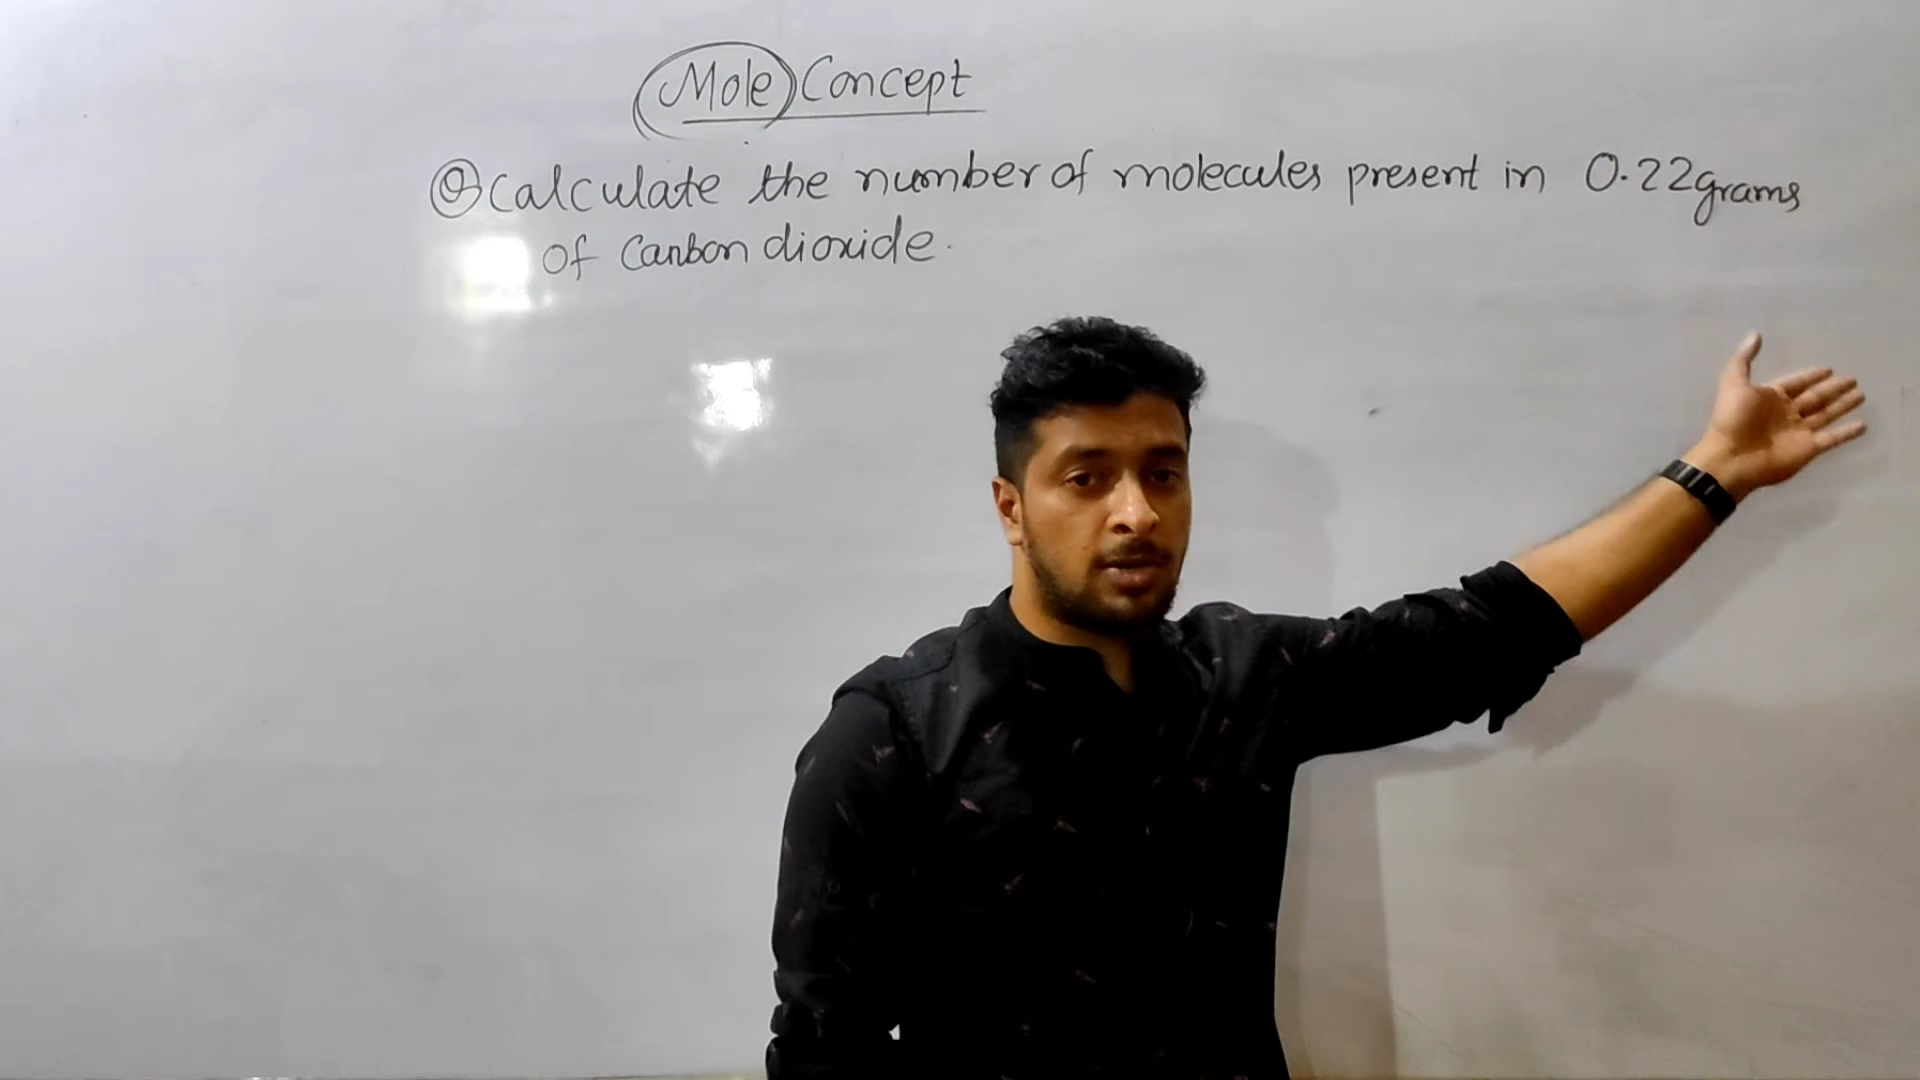 Mole Concept
Q Calculate the number of molecules present in 0.22grams
of Carbon dioxide.